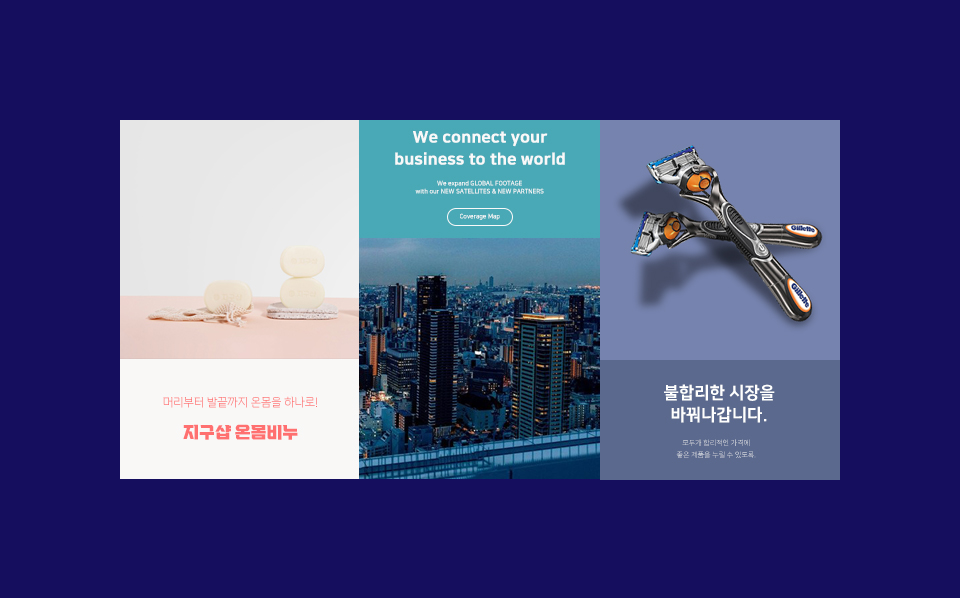 머리부터 발끝까지 온몸을 하나로!
지구샵 온몸비누
We connect your
business to the world
We expand GLOBAL FOOTAGE
with our NEW SATELLITES & NEW PARTNERS
Coverage Map
Gillette
Gillette
불합리한 시장을
바꿔나갑니다.
모두가 합리적인 가격에
좋은 제품을 누릴 수 있도록.